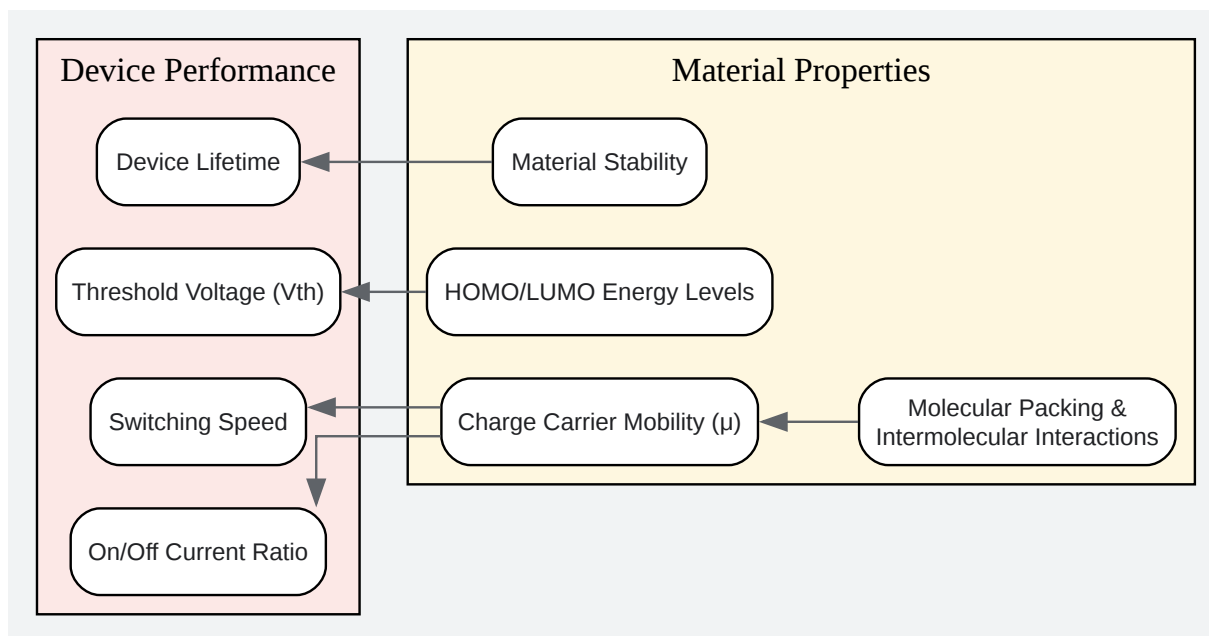 Device Performance
Material Properties
Device Lifetime
Material Stability
Threshold Voltage (Vth)
HOMO/LUMO Energy Levels
Switching Speed
Charge Carrier Mobility (μ)
Molecular Packing &
Intermolecular Interactions
On/Off Current Ratio